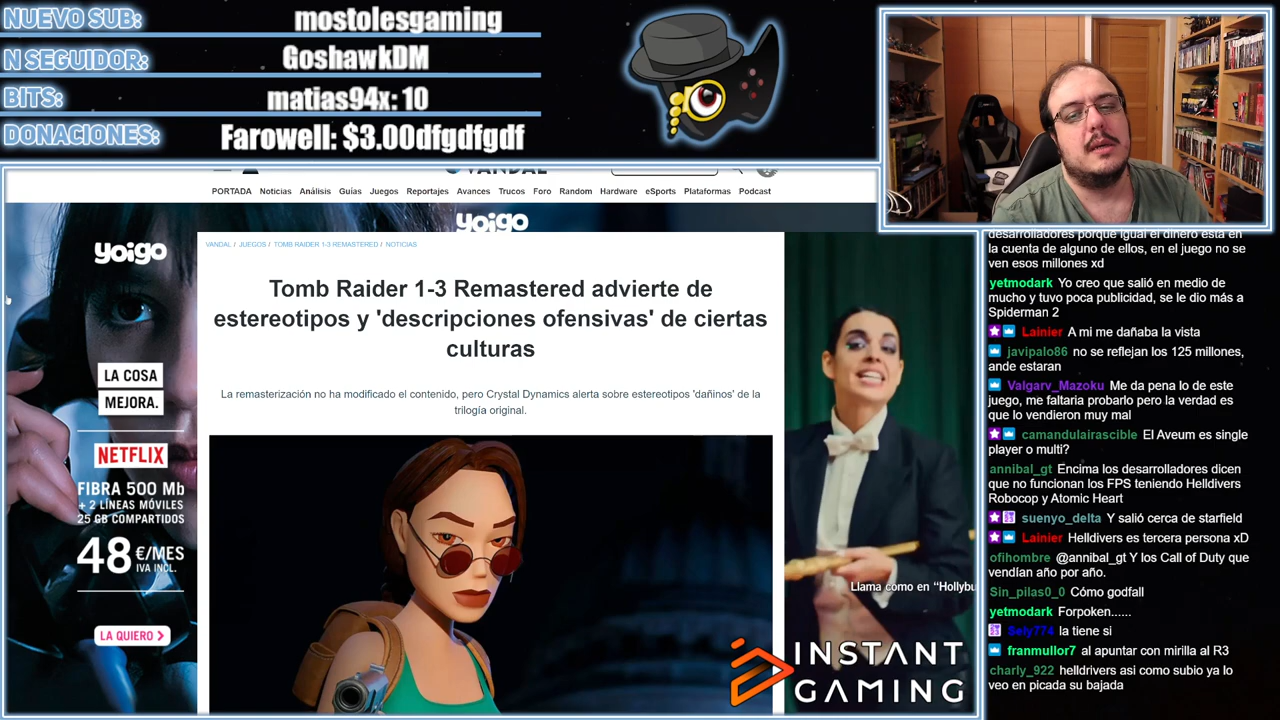 NUEVO SUB:
mostolesgaming
N SEGUIDOR:
GoshawkDM
BITS:
matias94x: 10
DONACIONES:
Farowell: $3.00dfgdfgdf
VANDAL
PORTADA Noticias Análisis Guías Juegos Reportajes Avances Trucos Foro Random Hardware eSports Plataformas Podcast
yoigo
yoigo
VANDAL / JUEGOS / TOMB RAIDER 1-3 REMASTERED / NOTICIAS
Tomb Raider 1-3 Remastered advierte de
estereotipos y 'descripciones ofensivas' de ciertas
culturas
La remasterización no ha modificado el contenido, pero Crystal Dynamics alerta sobre estereotipos 'dañinos' de la
trilogía original.
LA COSA
MEJORA.
NETFLIX
FIBRA 500 Mb
+ 2 LÍNEAS MÓVILES
25 GB COMPARTIDOS
48 €/MES
IVA INCL.
LA QUIERO >
Llama como en “Hollybu
INSTANT
GAMING
desarrolladores porque igual el dinero esta en
la cuenta de alguno de ellos, en el juego no se
ven esos millones xd
yetmodark Yo creo que salió en medio de
mucho y tuvo poca publicidad, se le dio más a
Spiderman 2
Lainier A mi me dañaba la vista
javipalo86 no se reflejan los 125 millones,
ande estaran
Valgarv_Mazoku Me da pena lo de este
juego, me faltaria probarlo pero la verdad es
que lo vendieron muy mal
camandulairascible El Aveum es single
player o multi?
annibal_gt Encima los desarrolladores dicen
que no funcionan los FPS teniendo Helldivers
Robocop y Atomic Heart
suenyo_delta Y salió cerca de starfield
Lainier Helldivers es tercera persona xD
ofihombre @annibal_gt Y los Call of Duty que
vendían año por año.
Sin_pilas0_0 Cómo godfall
yetmodark Forpoken......
Sely774 la tiene si
franmullor7 al apuntar con mirilla al R3
charly_922 helldrivers asi como subio ya lo
veo en picada su bajada